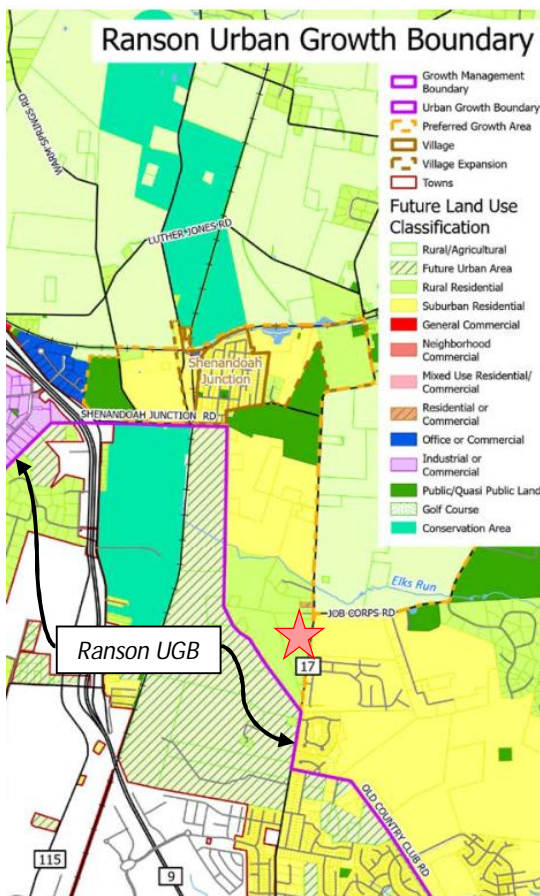 Ranson Urban Growth Boundary
Growth Management
Boundary
Urban Growth Boundary
Preferred Growth Area
Village
Village Expansion
Towns
Future Land Use
Classification
Rural/Agricultural
Future Urban Area
Rural Residential
Suburban Residential
General Commercial
Neighborhood
Commercial
Mixed Use Residential/
Commercial
Residential or
Commercial
Office or Commercial
Industrial or
Commercial
Public/Quasi Public Land
Golf Course
Conservation Area
WARM SPRINGS RD
LUTHER JONES RD
Shenandoah
Junction
SHENANDOAH JUNCTION RD
Elks Run
JOB CORPS RD
Ranson UGB
17
OLD COUNTRY CLUB RD
115
9